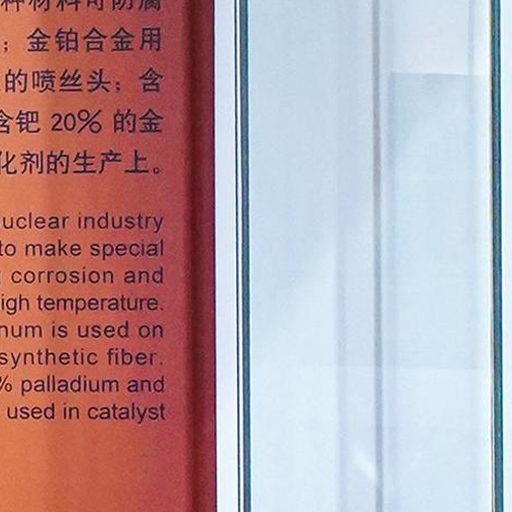 种材料可防腐
；金铂合金用
的喷丝头；含
含钯 20% 的金
化剂的生产上。
uclear industry
to make special
corrosion and
igh temperature.
num is used on
synthetic fiber.
% palladium and
used in catalyst